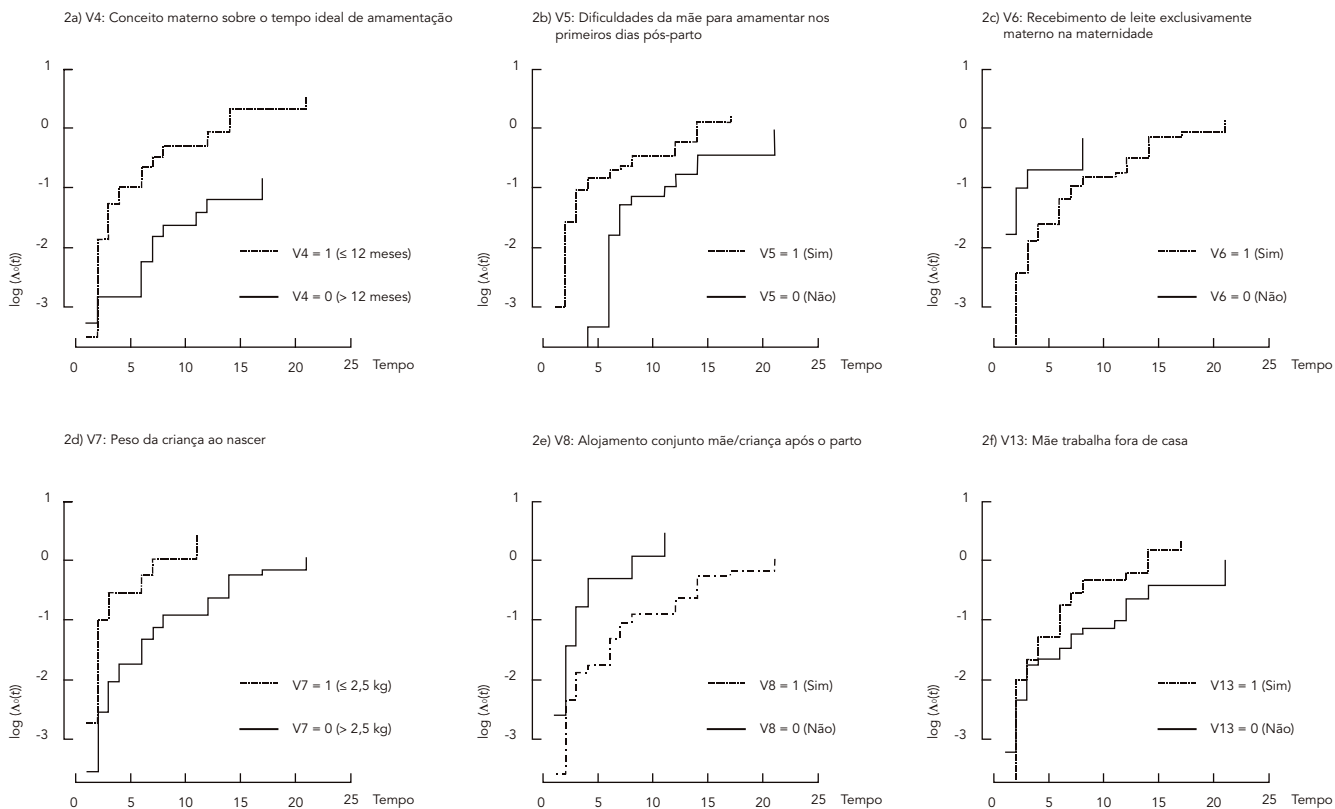 2a) V4: Conceito materno sobre o tempo ideal de amamentação
1
0
-1
-2
-3
log (Λ₀(t))
V4 = 1 (≤ 12 meses)
V4 = 0 (> 12 meses)
0 5 10 15 20 25 Tempo
2b) V5: Dificuldades da mãe para amamentar nos
primeiros dias pós-parto
1
0
-1
-2
-3
log (Λ₀(t))
V5 = 1 (Sim)
V5 = 0 (Não)
0 5 10 15 20 25 Tempo
2c) V6: Recebimento de leite exclusivamente
materno na maternidade
1
0
-1
-2
-3
log (Λ₀(t))
V6 = 1 (Sim)
V6 = 0 (Não)
0 5 10 15 20 25 Tempo
2d) V7: Peso da criança ao nascer
1
0
-1
-2
-3
log (Λ₀(t))
V7 = 1 (≤ 2,5 kg)
V7 = 0 (> 2,5 kg)
0 5 10 15 20 25 Tempo
2e) V8: Alojamento conjunto mãe/criança após o parto
1
0
-1
-2
-3
log (Λ₀(t))
V8 = 1 (Sim)
V8 = 0 (Não)
0 5 10 15 20 25 Tempo
2f) V13: Mãe trabalha fora de casa
1
0
-1
-2
-3
log (Λ₀(t))
V13 = 1 (Sim)
V13 = 0 (Não)
0 5 10 15 20 25 Tempo